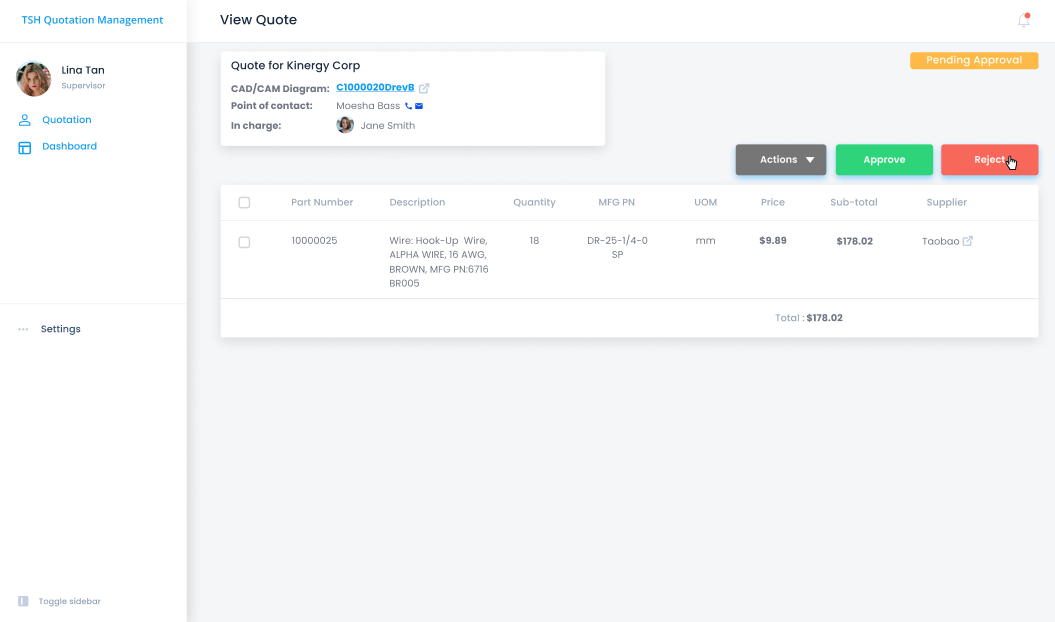 TSH Quotation Management
View Quote
Lina Tan
Supervisor
Quotation
Dashboard
Settings
Toggle sidebar
Quote for Kinergy Corp
CAD/CAM Diagram: C1000020DrevB
Point of contact: Moesha Bass
In charge: Jane Smith
Pending Approval
Actions Approve Reject
Part Number Description Quantity MFG PN UOM Price Sub-total Supplier
10000025 Wire: Hook-Up Wire, 18 DR-25-1/4-0 mm $9.89 $178.02 Taobao
ALPHA WIRE, 16 AWG, SP
BROWN, MFG PN:6716
BR005
Total : $178.02